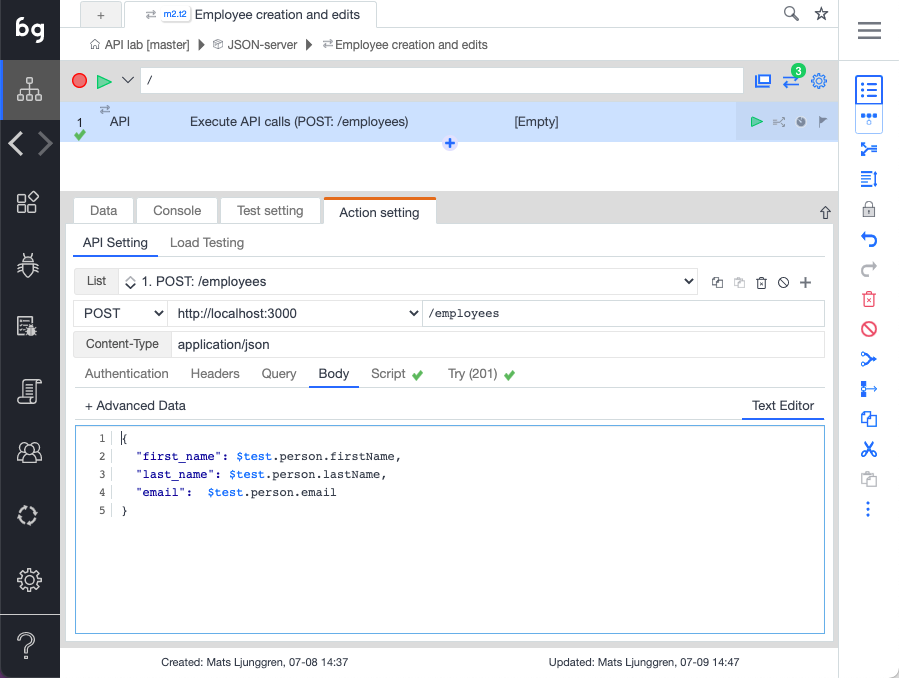 bg
+
m2.t2 Employee creation and edits
API lab [master] JSON-server Employee creation and edits
/
3
1 API Execute API calls (POST: /employees) [Empty]
+
Data Console Test setting Action setting
API Setting Load Testing
List 1. POST: /employees
POST http://localhost:3000 /employees
Content-Type application/json
Authentication Headers Query Body Script Try (201)
+ Advanced Data Text Editor
1 {
2 "first_name": $test.person.firstName,
3 "last_name": $test.person.lastName,
4 "email":  $test.person.email
5 }
?
Created: Mats Ljunggren, 07-08 14:37 Updated: Mats Ljunggren, 07-09 14:47